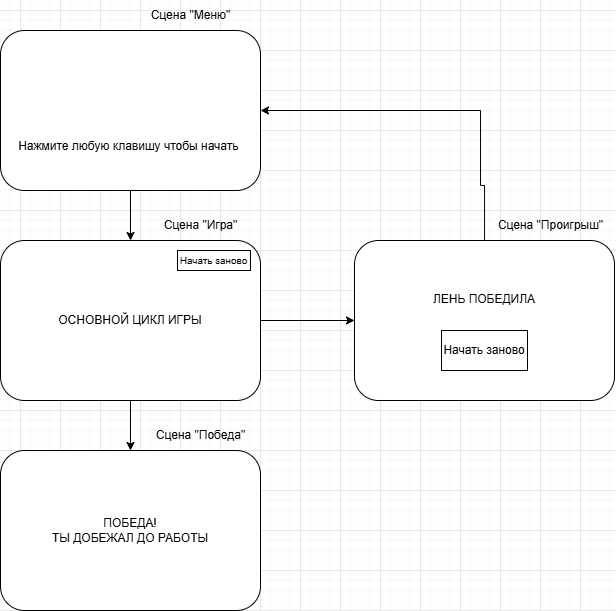 Сцена "Меню"
Нажмите любую клавишу чтобы начать
Сцена "Игра"
Начать заново
ОСНОВНОЙ ЦИКЛ ИГРЫ
Сцена "Проигрыш"
ЛЕНЬ ПОБЕДИЛА
Начать заново
Сцена "Победа"
ПОБЕДА!
ТЫ ДОБЕЖАЛ ДО РАБОТЫ